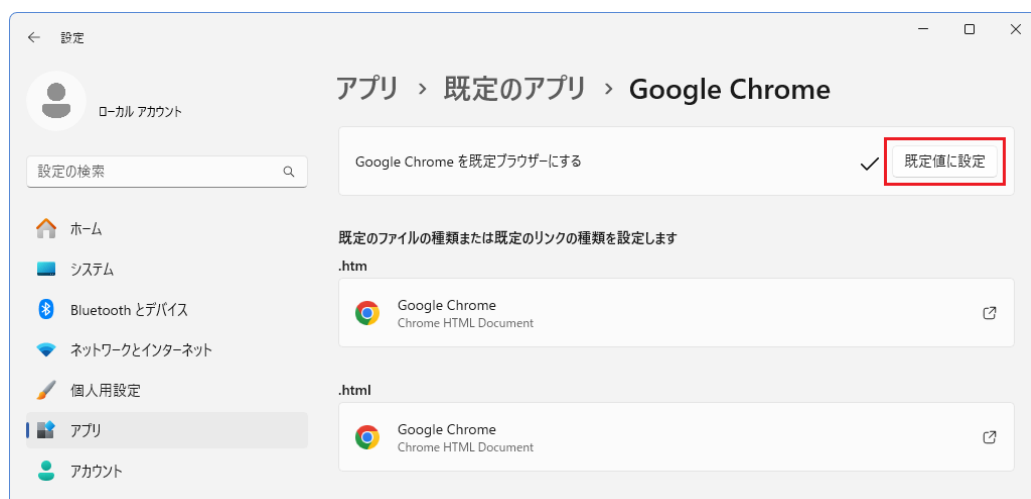 設定
ローカル アカウント
設定の検索
ホーム
システム
Bluetooth とデバイス
ネットワークとインターネット
個人用設定
アプリ
アカウント
アプリ › 既定のアプリ › Google Chrome
Google Chrome を既定ブラウザーにする
既定値に設定
既定のファイルの種類または既定のリンクの種類を設定します
.htm
Google Chrome
Chrome HTML Document
.html
Google Chrome
Chrome HTML Document